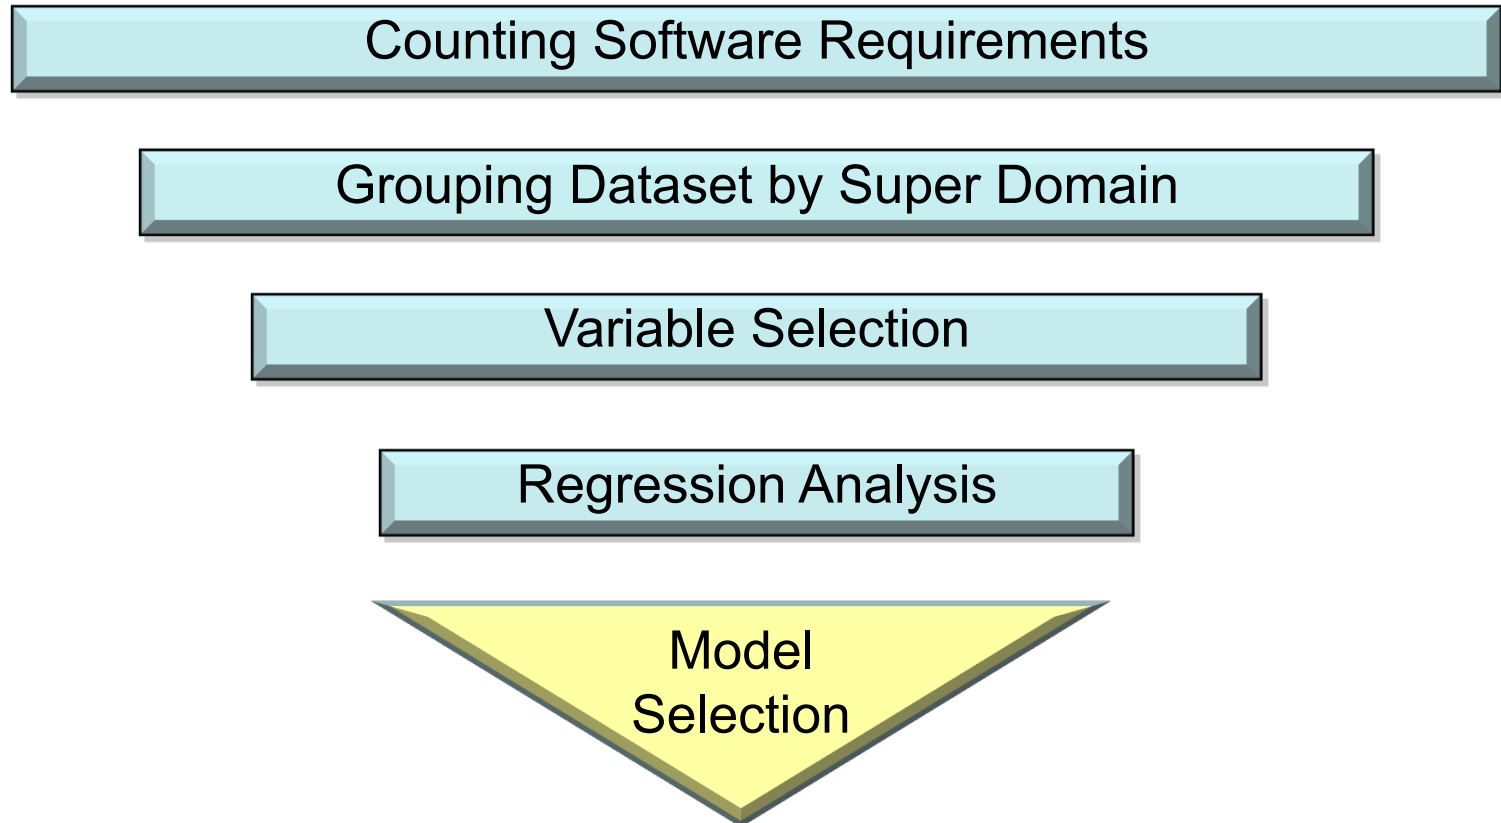 Counting Software Requirements
Grouping Dataset by Super Domain
Variable Selection
Regression Analysis
Model
Selection